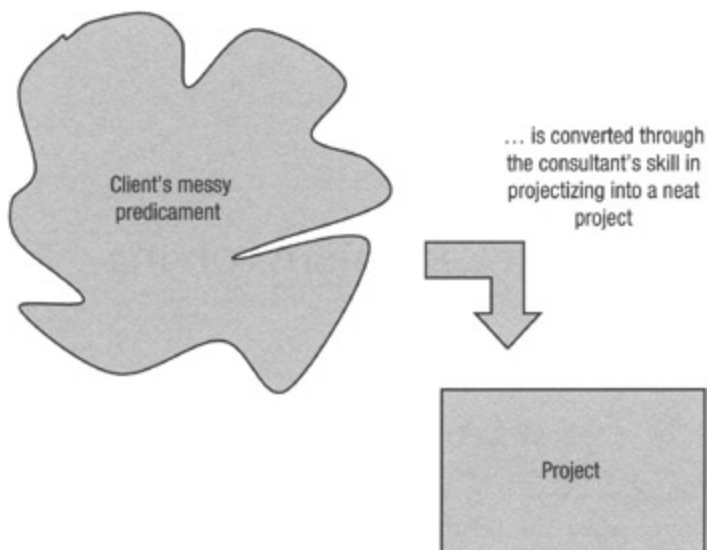 Client's messy
predicament
… is converted through
the consultant's skill in
projectizing into a neat
project
Project